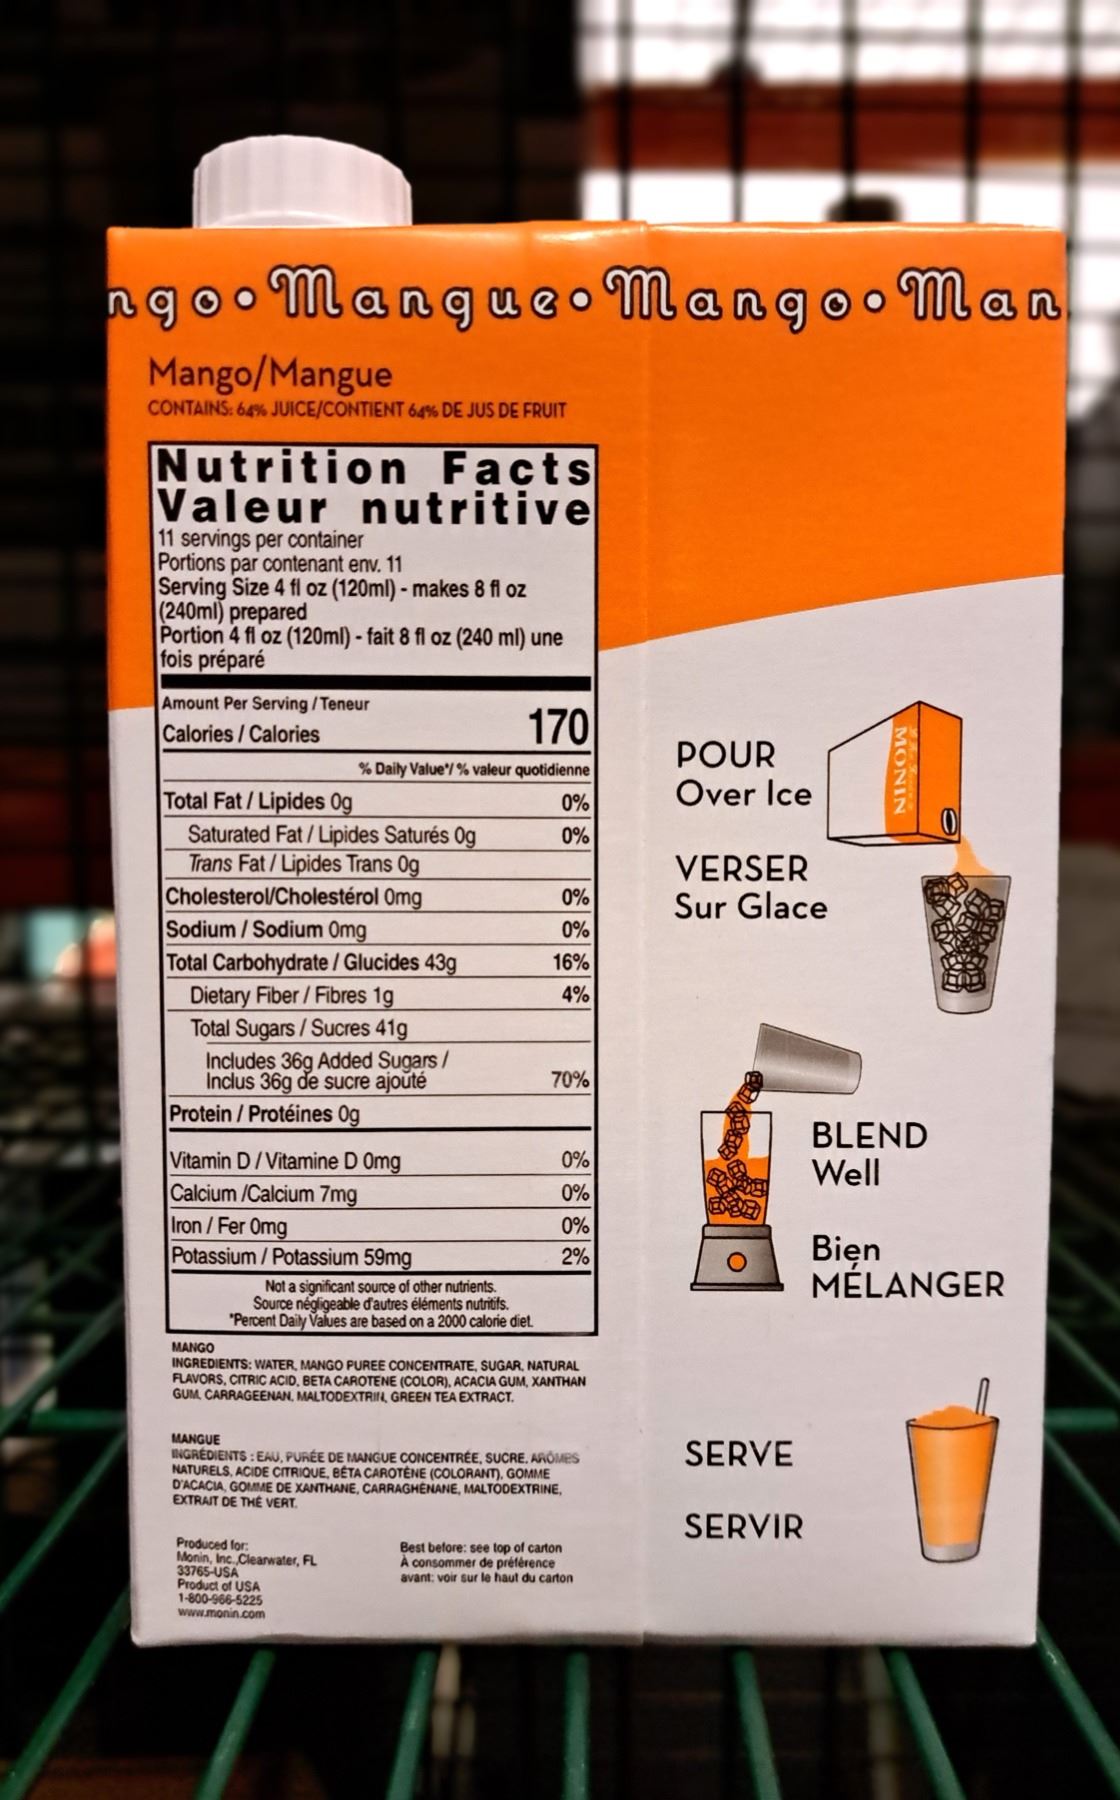 ngo • Mangue • Mango • Man
Mango/Mangue
CONTAINS: 64% JUICE/CONTIENT 64% DE JUS DE FRUIT
Nutrition Facts
Valeur nutritive
11 servings per container
Portions par contenant env. 11
Serving Size 4 fl oz (120ml) - makes 8 fl oz
(240ml) prepared
Portion 4 fl oz (120ml) - fait 8 fl oz (240 ml) une
fois préparé
Amount Per Serving / Teneur
Calories / Calories 170
% Daily Value*/ % valeur quotidienne
Total Fat / Lipides 0g 0%
Saturated Fat / Lipides Saturés 0g 0%
Trans Fat / Lipides Trans 0g
Cholesterol/Cholestérol 0mg 0%
Sodium / Sodium 0mg 0%
Total Carbohydrate / Glucides 43g 16%
Dietary Fiber / Fibres 1g 4%
Total Sugars / Sucres 41g
Includes 36g Added Sugars /
Inclus 36g de sucre ajouté 70%
Protein / Protéines 0g
Vitamin D / Vitamine D 0mg 0%
Calcium /Calcium 7mg 0%
Iron / Fer 0mg 0%
Potassium / Potassium 59mg 2%
Not a significant source of other nutrients.
Source négligeable d'autres éléments nutritifs.
*Percent Daily Values are based on a 2000 calorie diet.
MANGO
INGREDIENTS: WATER, MANGO PUREE CONCENTRATE, SUGAR, NATURAL
FLAVORS, CITRIC ACID, BETA CAROTENE (COLOR), ACACIA GUM, XANTHAN
GUM, CARRAGEENAN, MALTODEXTRIN, GREEN TEA EXTRACT.
MANGUE
INGRÉDIENTS : EAU, PURÉE DE MANGUE CONCENTRÉE, SUCRE, ARÔMES
NATURELS, ACIDE CITRIQUE, BÊTA CAROTÈNE (COLORANT), GOMME
D'ACACIA, GOMME DE XANTHANE, CARRAGHÉNANE, MALTODEXTRINE,
EXTRAIT DE THÉ VERT.
Produced for:
Monin, Inc.,Clearwater, FL
33765-USA
Product of USA
1-800-966-5225
www.monin.com
Best before: see top of carton
À consommer de préférence
avant: voir sur le haut du carton
POUR
Over Ice
VERSER
Sur Glace
MONIN
BLEND
Well
Bien
MÉLANGER
SERVE
SERVIR